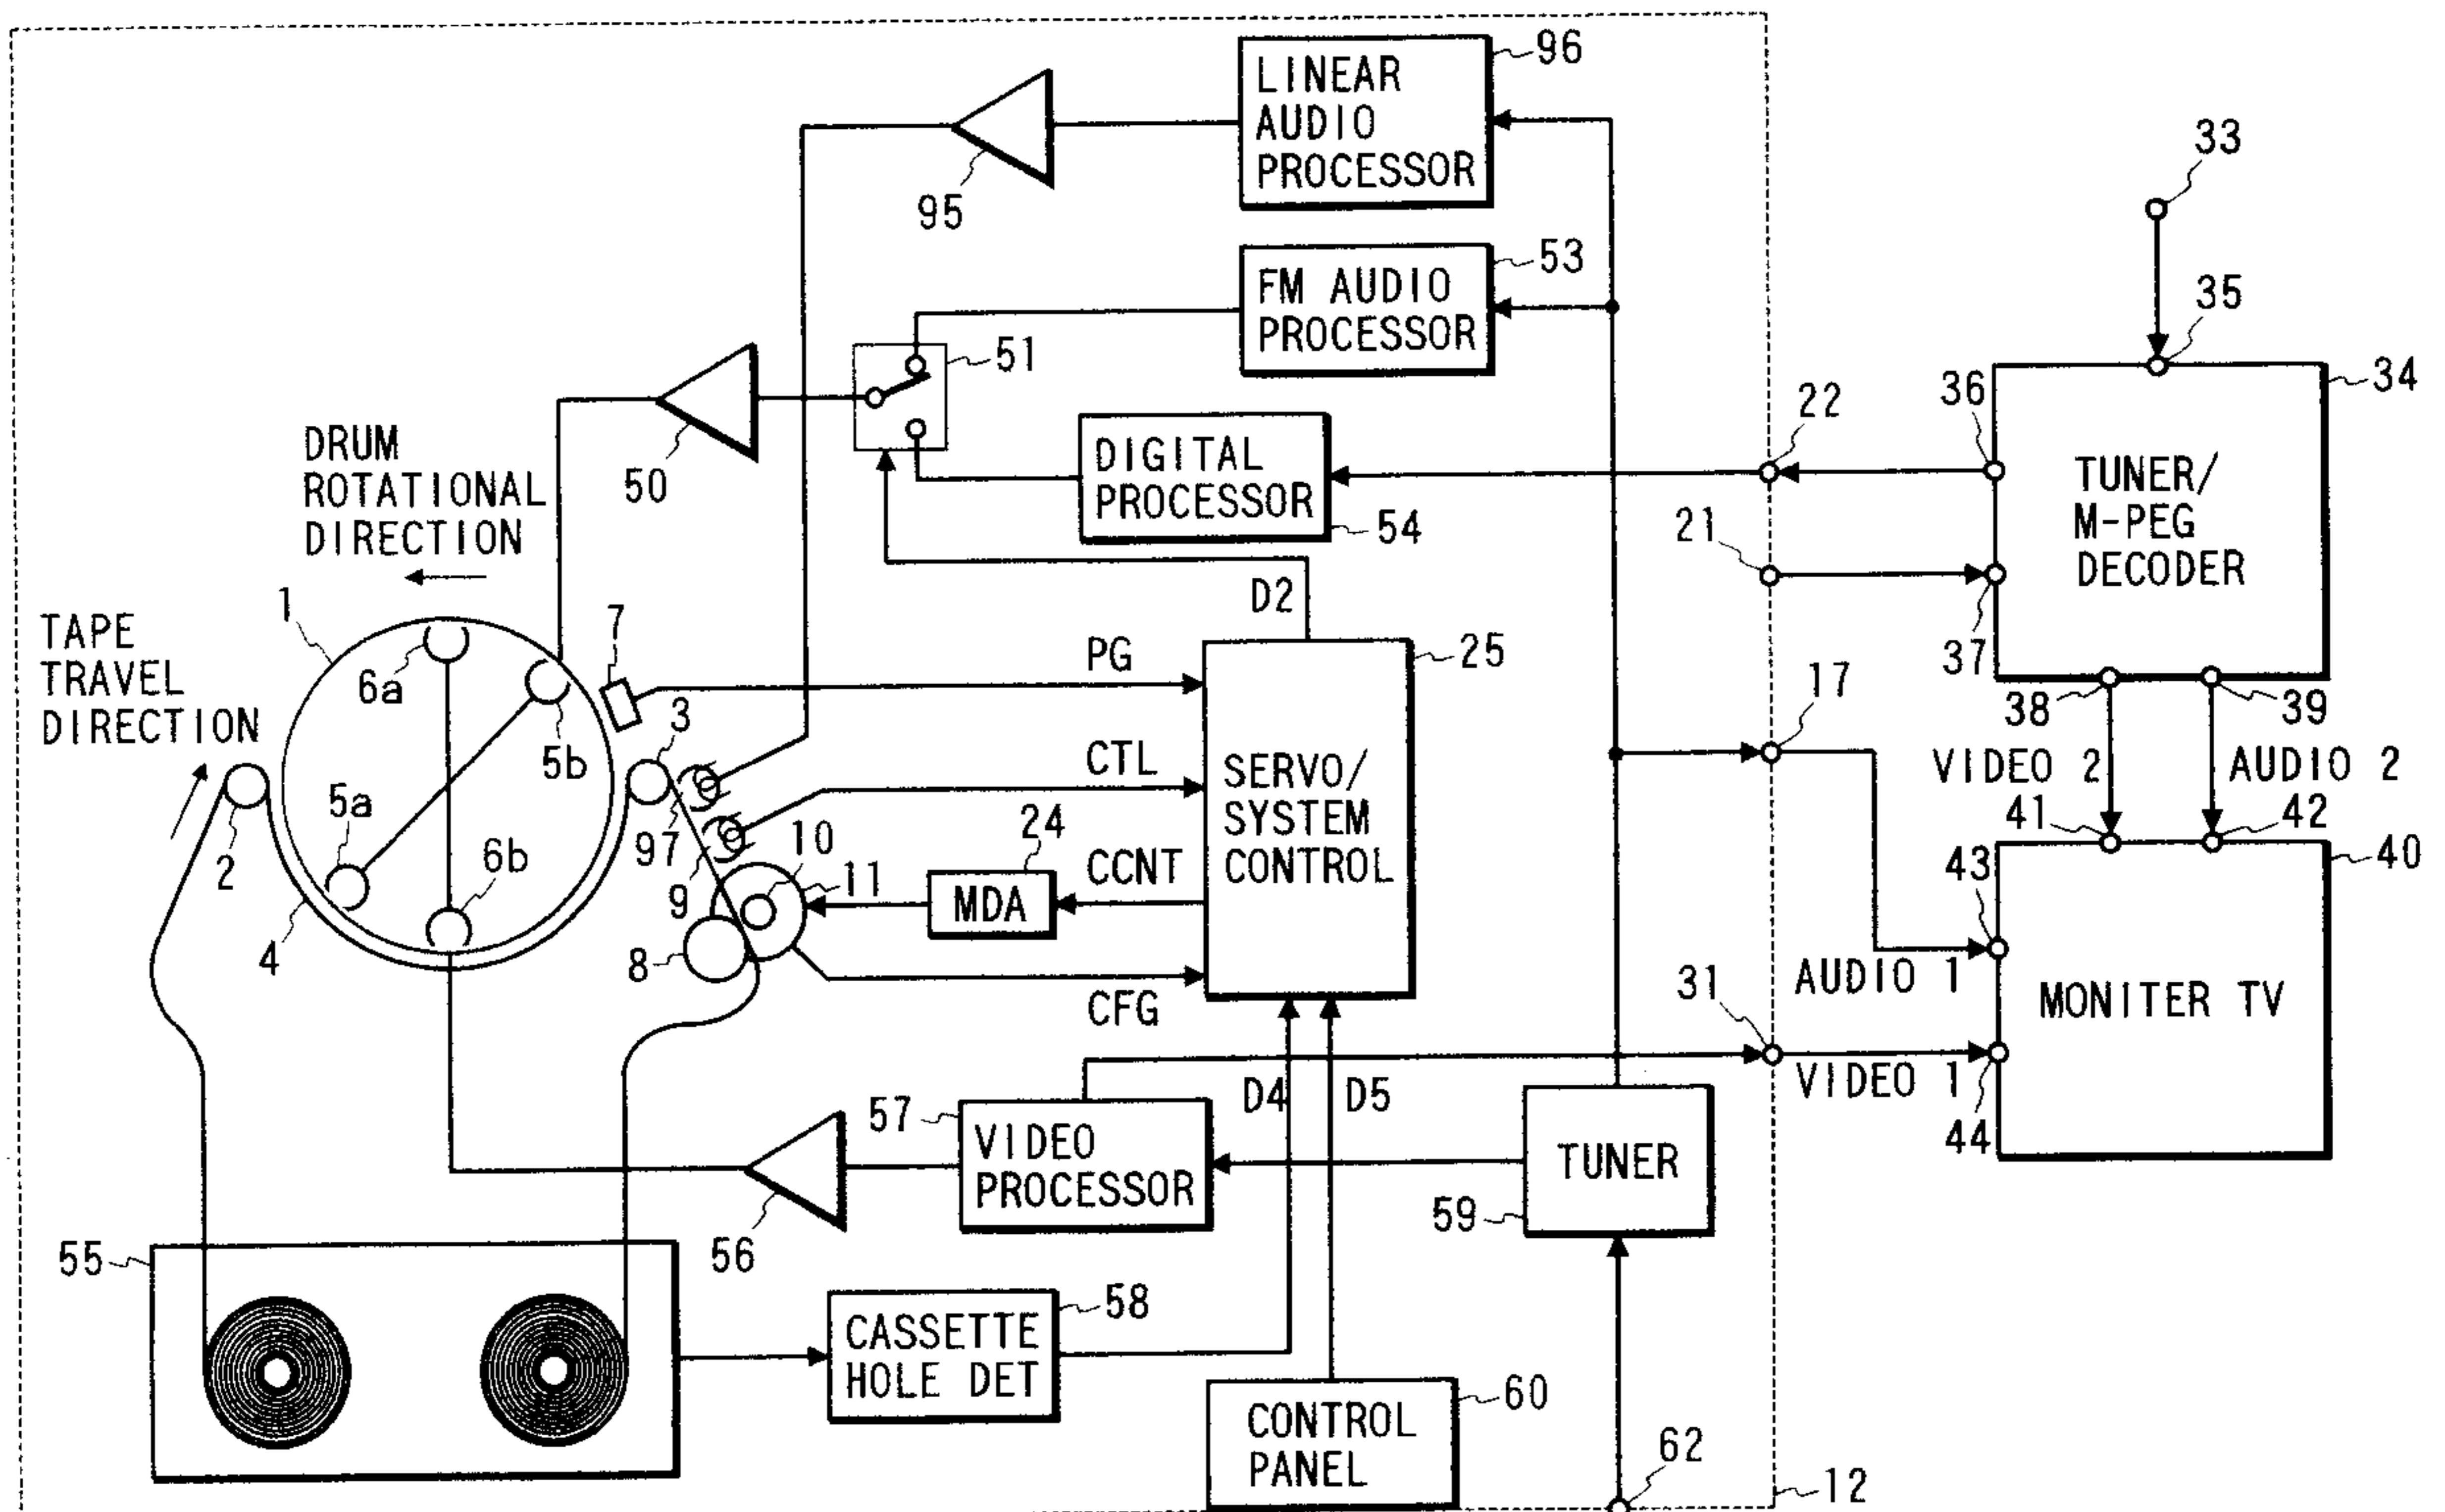 96
LINEAR
AUDIO
PROCESSOR
95
33
53
FM AUDIO
PROCESSOR
35
51
34
36
22
50
DRUM
ROTATIONAL
DIRECTION
DIGITAL
PROCESSOR
54
TUNER/
M-PEG
DECODER
21
D2
37
1
7
TAPE
TRAVEL
DIRECTION
6a
5b
3
PG
25
17
38
39
VIDEO 2
AUDIO 2
5a
2
6b
97
CTL
SERVO/
SYSTEM
CONTROL
41
42
40
24
10
11
9
MDA
CCNT
43
4
8
CFG
31
AUDIO 1
MONITER TV
VIDEO 1
44
57
VIDEO
PROCESSOR
D4
D5
TUNER
59
56
55
58
CASSETTE
HOLE DET
60
CONTROL
PANEL
62
12